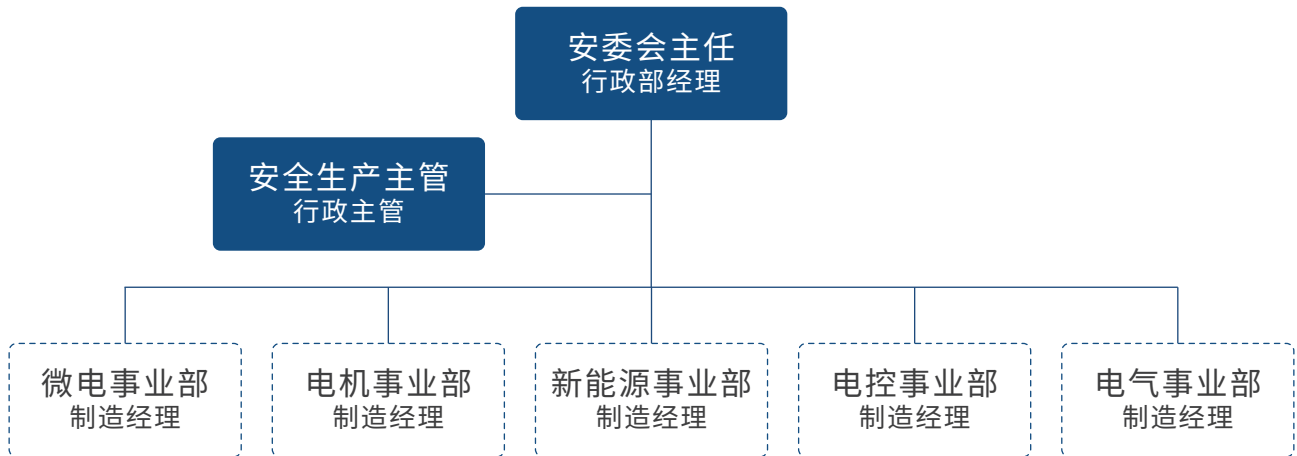 安委会主任
行政部经理
安全生产主管
行政主管
微电事业部
制造经理
电机事业部
制造经理
新能源事业部
制造经理
电控事业部
制造经理
电气事业部
制造经理